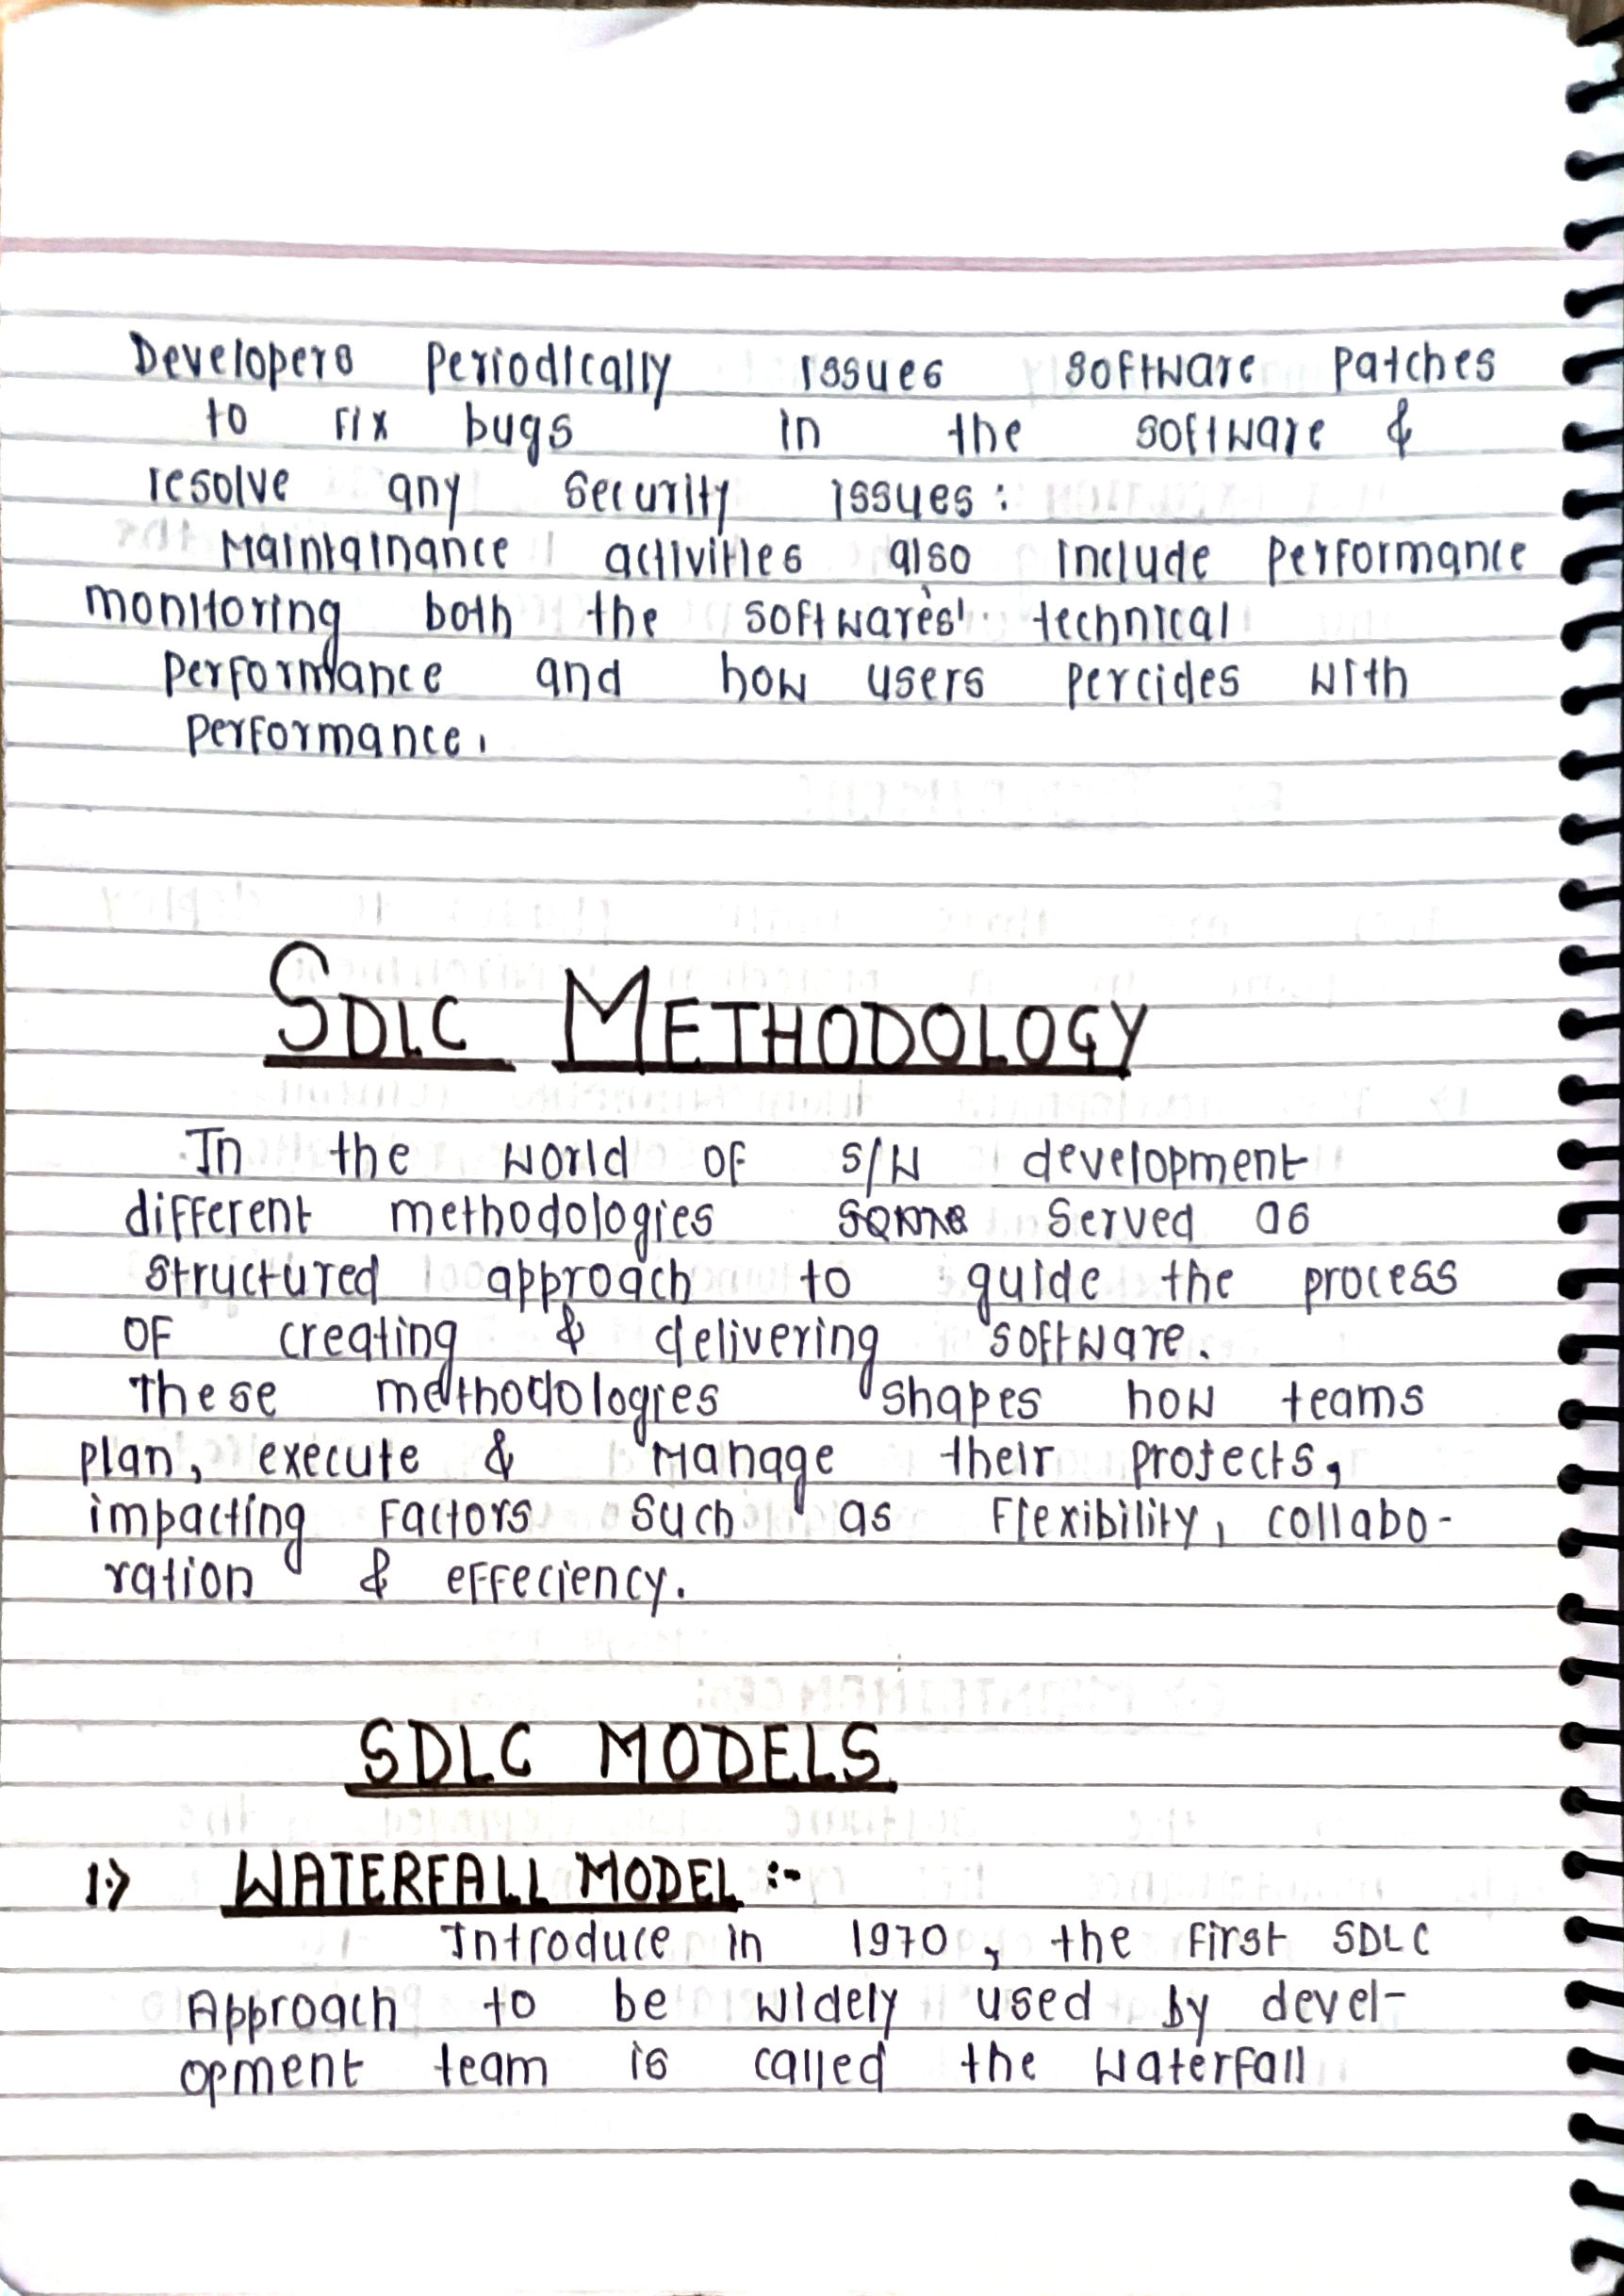 Developers Periodically issues software patches
to fix bugs in the software &
resolve any security issues:
Maintainance activities also include performance
monitoring both the softwares' technical
performance and how users percides with
performance.
SDLC METHODOLOGY
In the world of S/W development
different methodologies served as
structured approach to guide the process
of creating & delivering software.
These methodologies shapes how teams
plan, execute & manage their projects,
impacting factors such as flexibility, collabo-
ration & effeciency.
SDLC MODELS
1.) WATERFALL MODEL :-
Introduce in 1970, the first SDLC
Approach to be widely used by devel-
opment team is called the waterfall